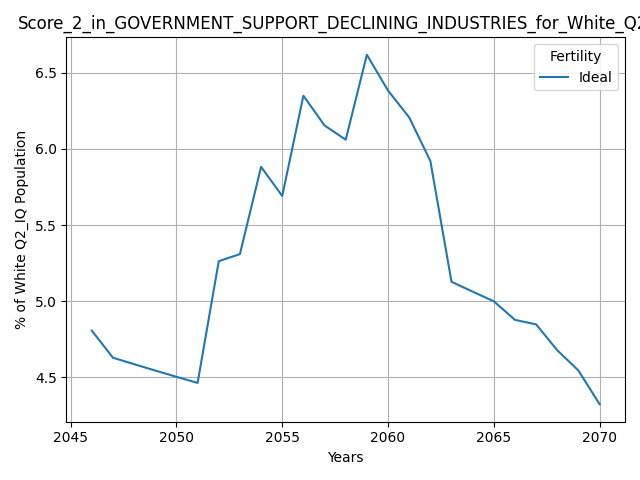 Score_2_in_GOVERNMENT_SUPPORT_DECLINING_INDUSTRIES_for_White_Q2
Fertility
Ideal
6.5
6.0
5.5
5.0
4.5
% of White Q2_IQ Population
2045 2050 2055 2060 2065 2070
Years